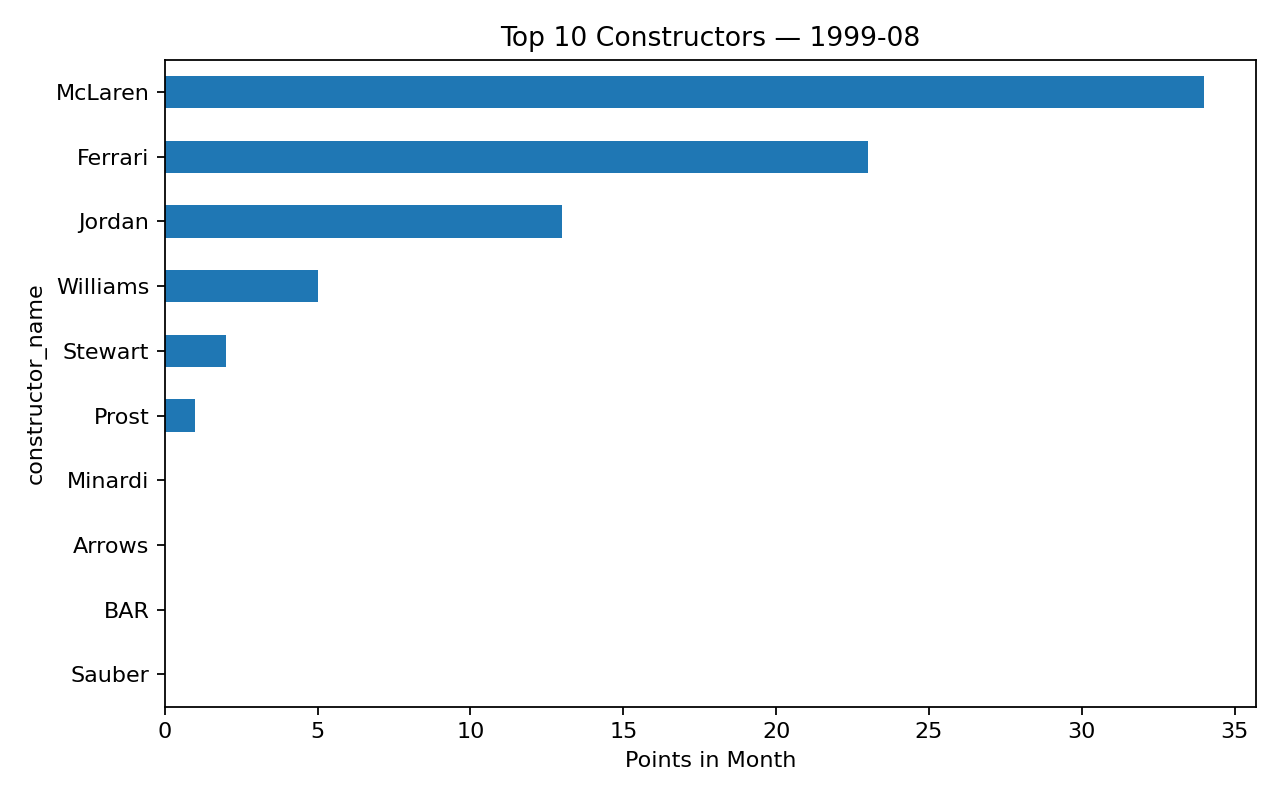 Top 10 Constructors — 1999-08
McLaren
Ferrari
Jordan
Williams
Stewart
Prost
Minardi
Arrows
BAR
Sauber
constructor_name
0 5 10 15 20 25 30 35
Points in Month